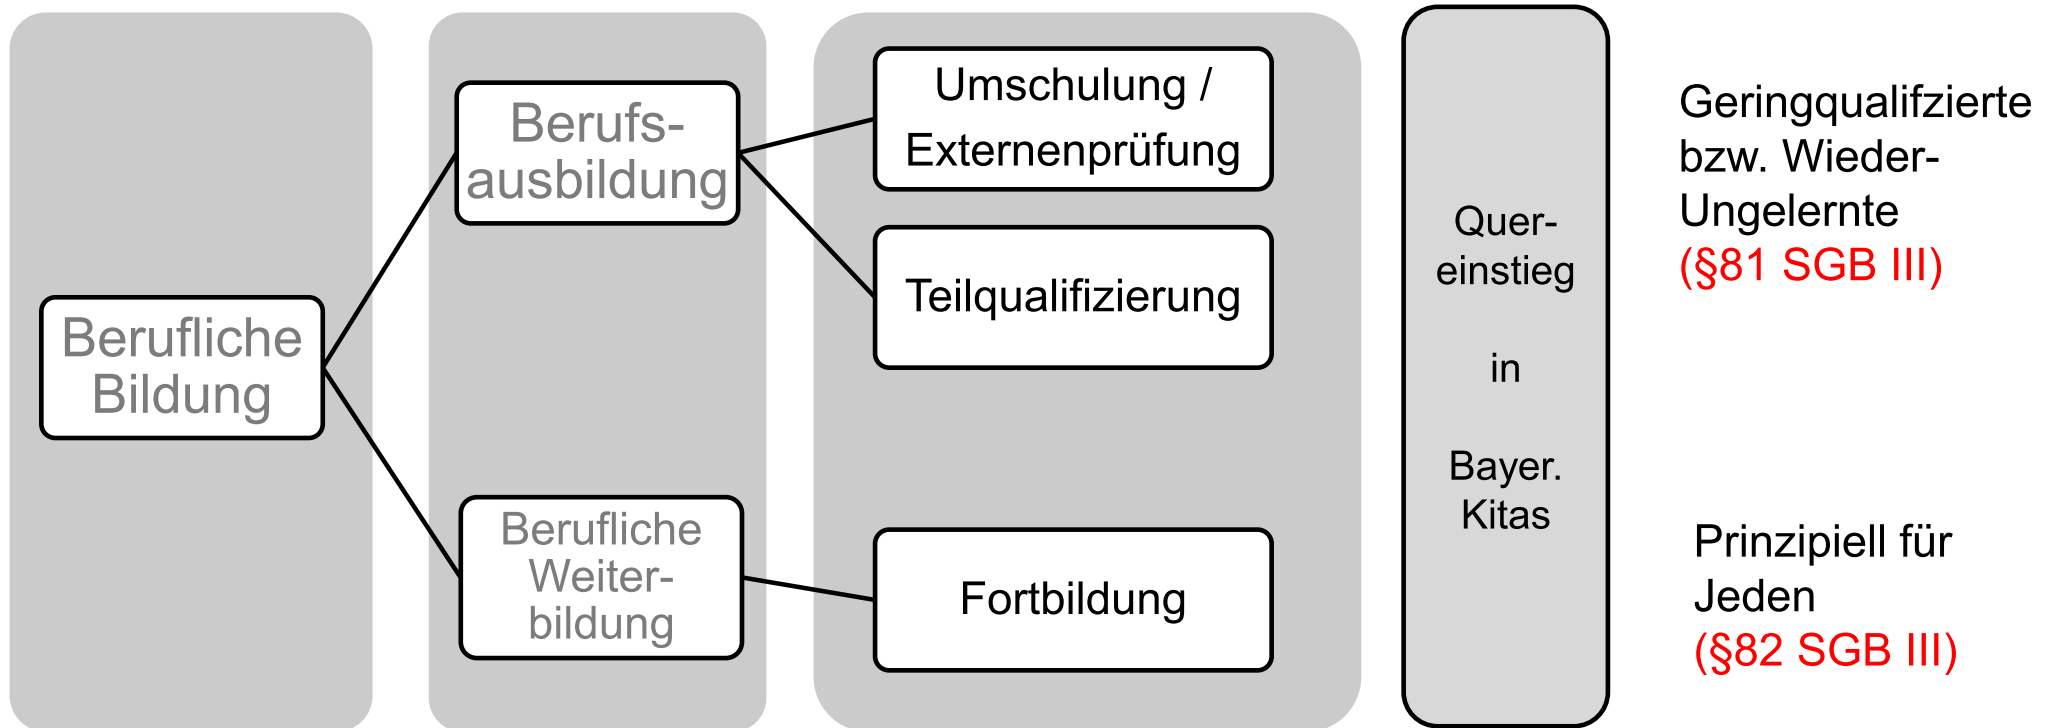 Berufliche
Bildung
Berufs-
ausbildung
Berufliche
Weiter-
bildung
Umschulung /
Externenprüfung
Teilqualifizierung
Fortbildung
Quer-
einstieg
in
Bayer.
Kitas
Geringqualifzierte
bzw. Wieder-
Ungelernte
(§81 SGB III)
Prinzipiell für
Jeden
(§82 SGB III)